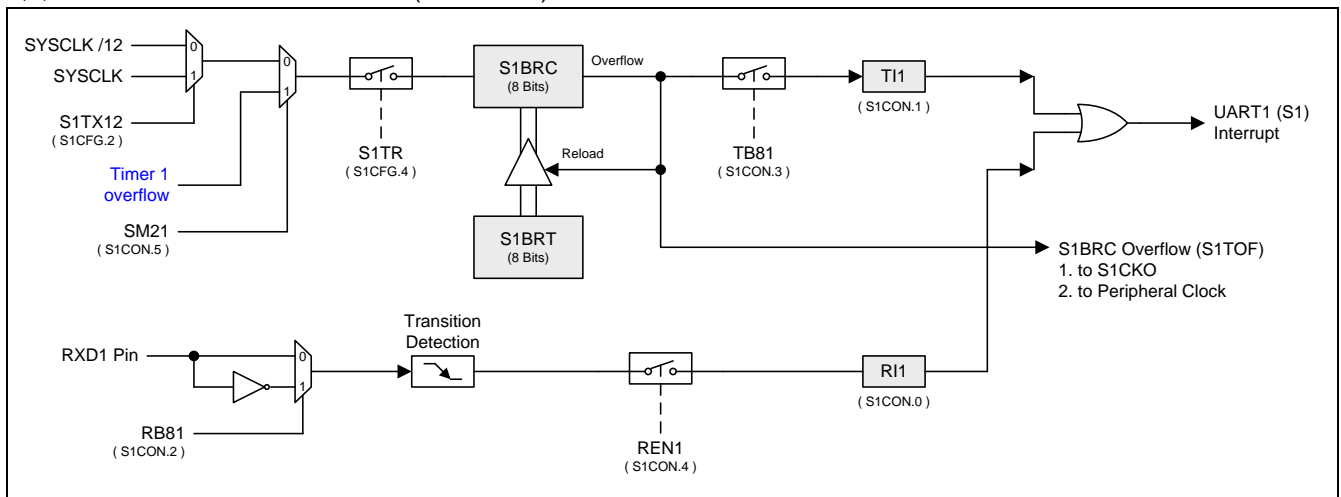 SYSCLK /12
0
SYSCLK
1
S1TX12
( S1CFG.2 )
Timer 1
overflow
SM21
( S1CON.5 )
0
1
S1TR
( S1CFG.4 )
S1BRC
(8 Bits)
Overflow
Reload
S1BRT
(8 Bits)
TB81
( S1CON.3 )
TI1
( S1CON.1 )
UART1 (S1)
Interrupt
S1BRC Overflow (S1TOF)
1. to S1CKO
2. to Peripheral Clock
RXD1 Pin
0
1
RB81
( S1CON.2 )
Transition
Detection
REN1
( S1CON.4 )
RI1
( S1CON.0 )